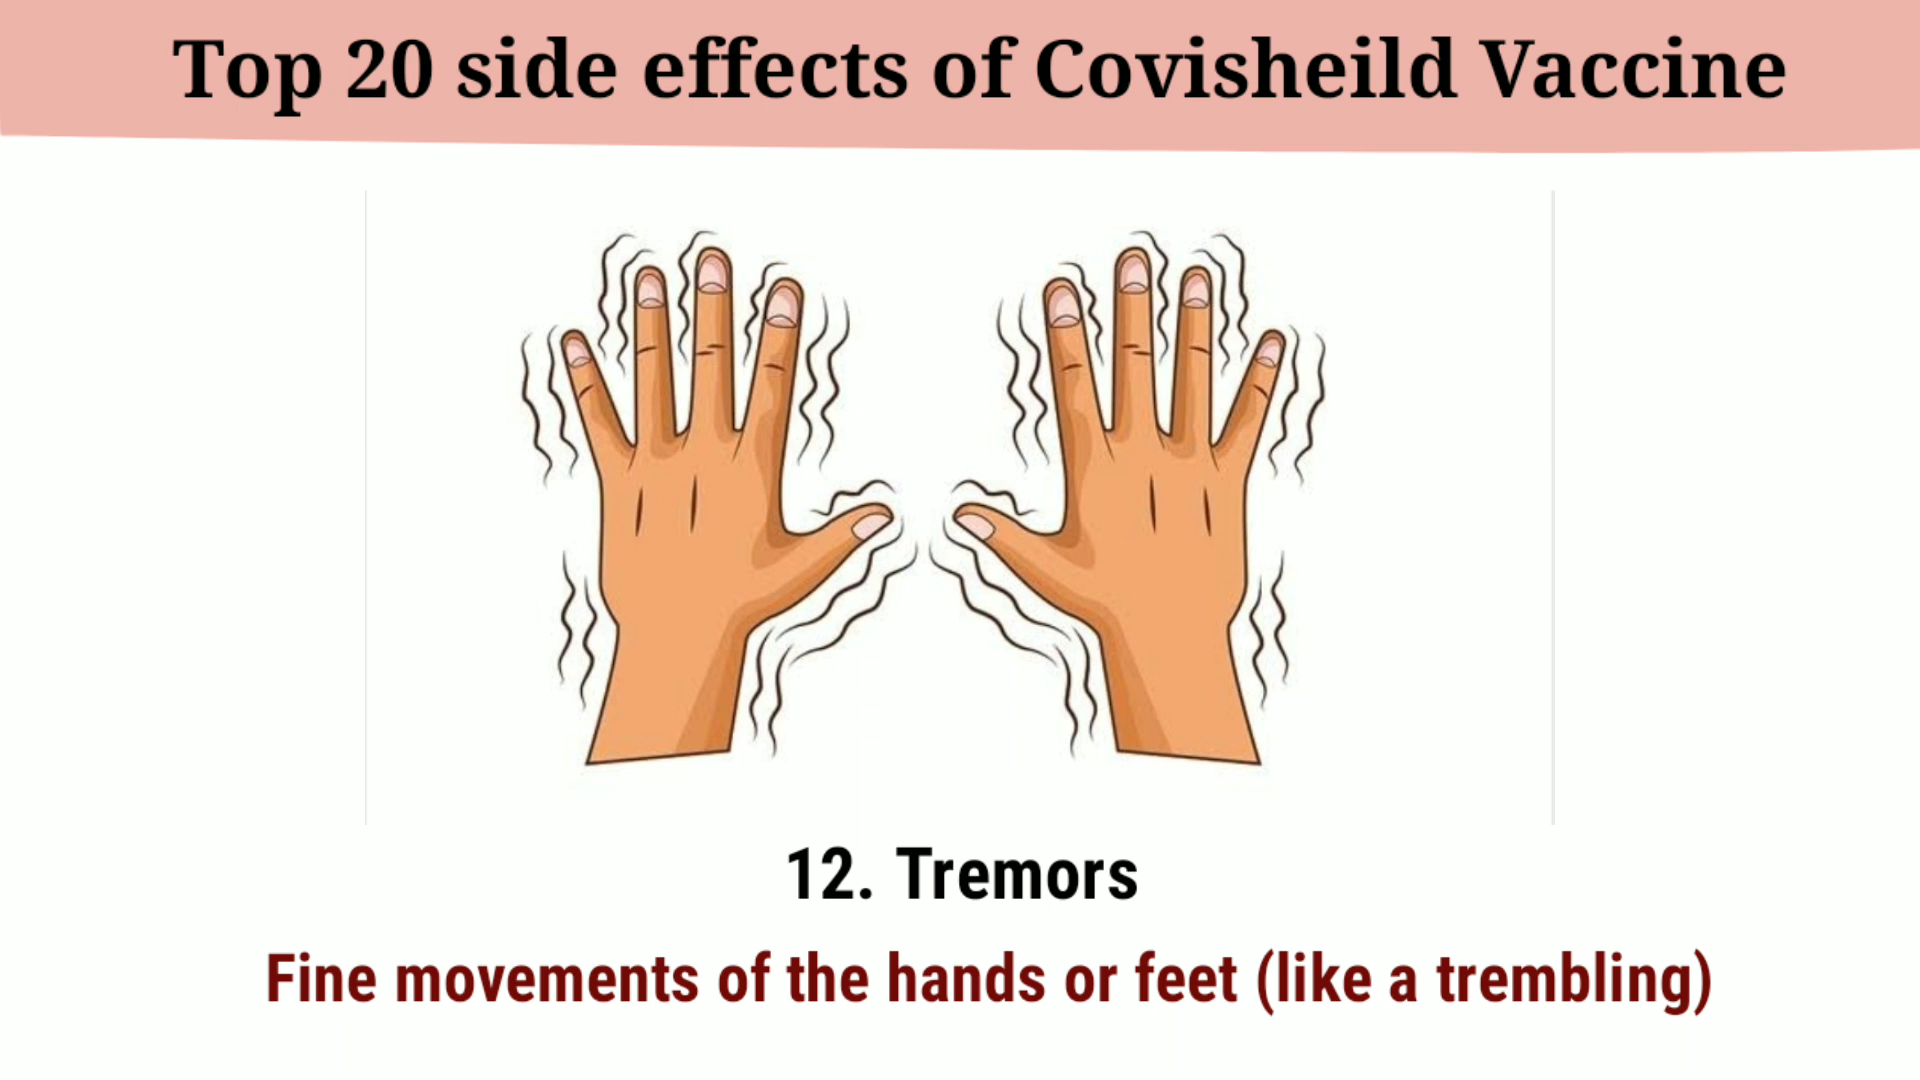 Top 20 side effects of Covisheild Vaccine
12. Tremors
Fine movements of the hands or feet (like a trembling)